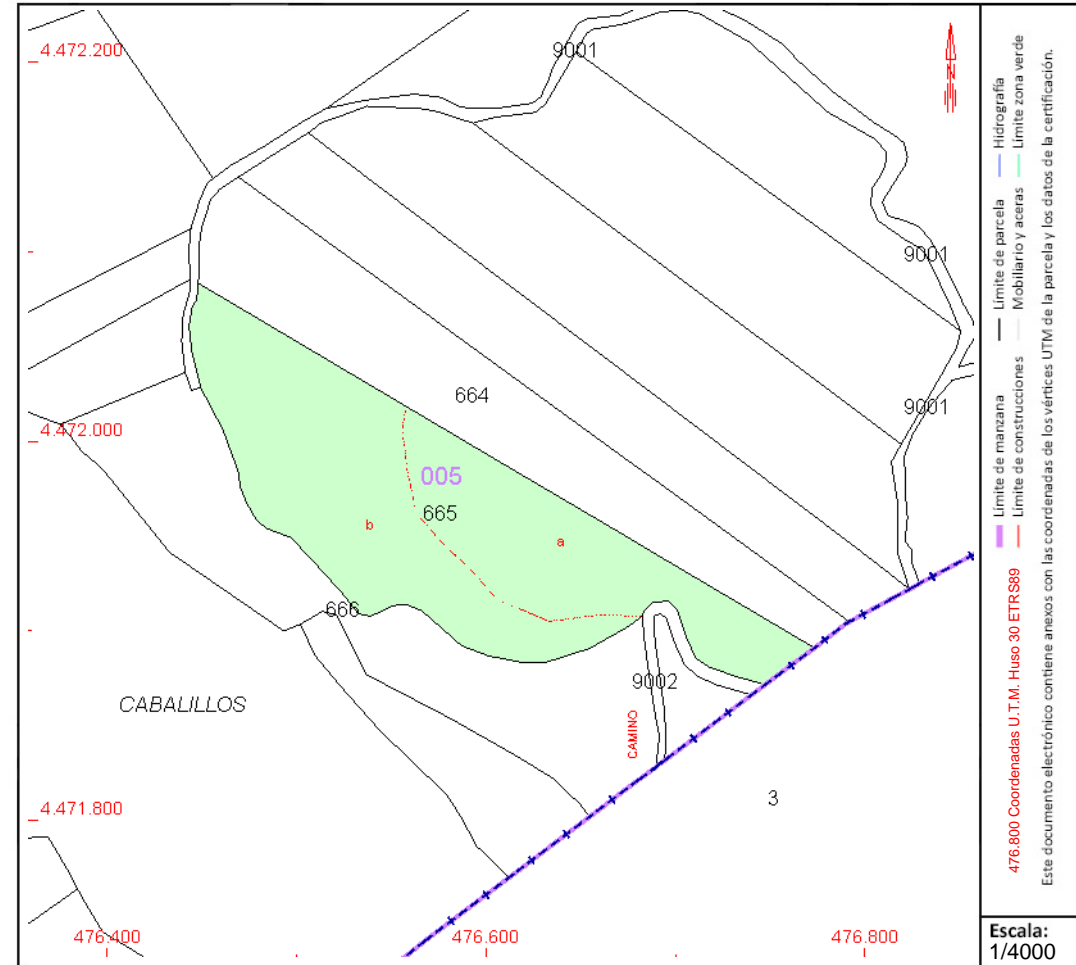 4.472.200
9001
N
9001
664
9001
4.472.000
005
665
b
a
666
9002
CABALILLOS
CAMINO
3
4.471.800
476.400
476.600
476.800
476.800 Coordenadas U.T.M. Huso 30 ETRS89
Límite de manzana
Límite de parcela
Hidrografía
Límite de construcciones
Mobiliario y aceras
Límite zona verde
Este documento electrónico contiene anexos con las coordenadas de los vértices UTM de la parcela y los datos de la certificación.
Escala:
1/4000